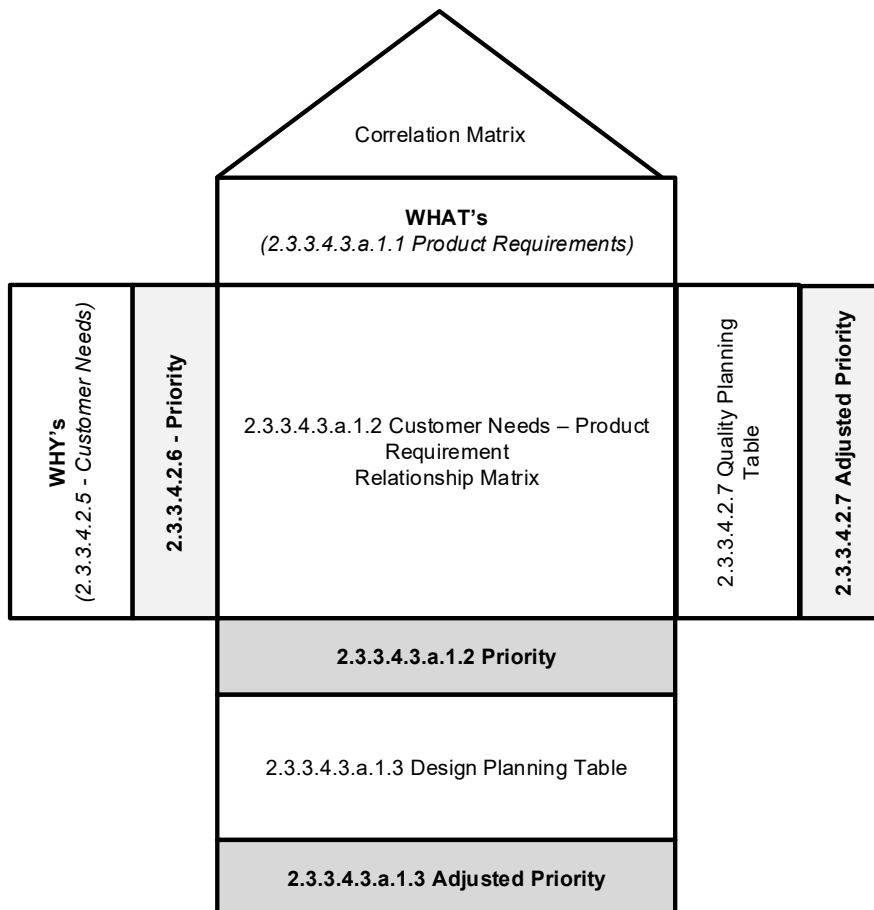 Correlation Matrix
WHAT's
(2.3.3.4.3.a.1.1 Product Requirements)
WHY's
(2.3.3.4.2.5 - Customer Needs)
2.3.3.4.2.6 - Priority
2.3.3.4.3.a.1.2 Customer Needs – Product
Requirement
Relationship Matrix
2.3.3.4.2.7 Quality Planning
Table
2.3.3.4.2.7 Adjusted Priority
2.3.3.4.3.a.1.2 Priority
2.3.3.4.3.a.1.3 Design Planning Table
2.3.3.4.3.a.1.3 Adjusted Priority